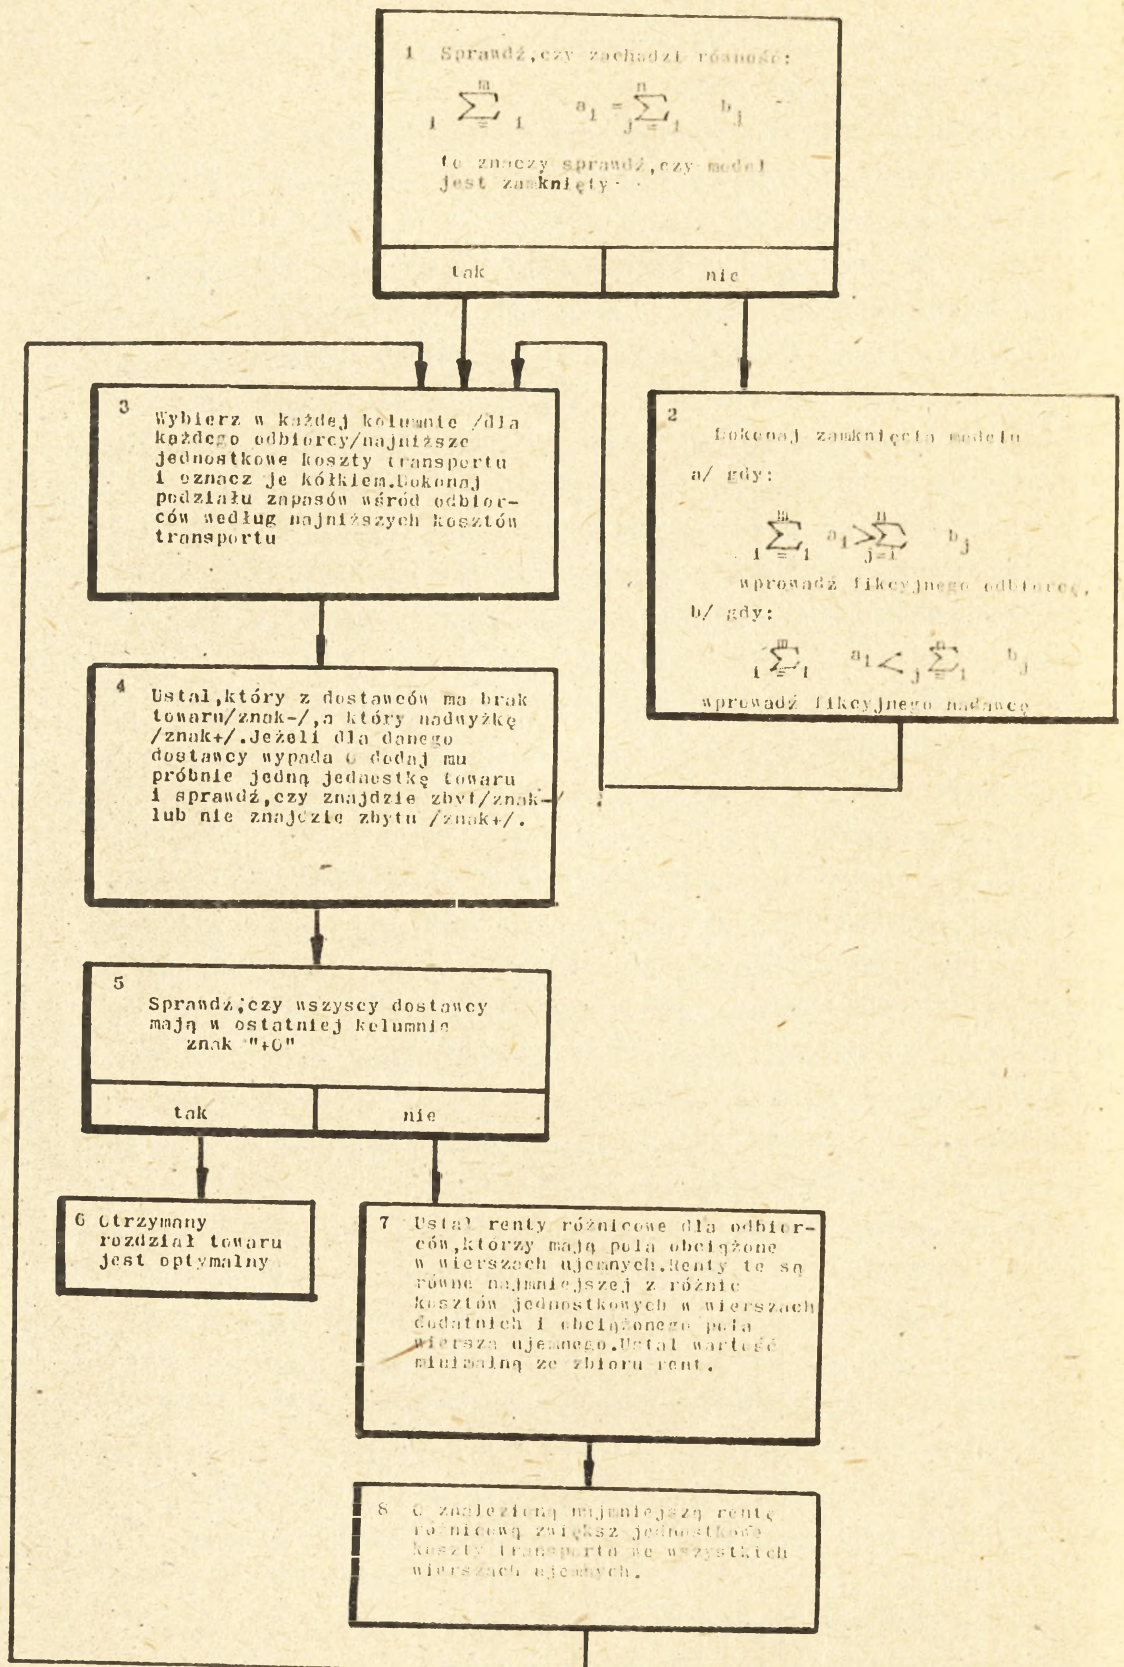 1 Sprawdź,czy zachodzi równość:
m n
∑ a i = ∑ b j
i = 1 j = 1
to znaczy sprawdź,czy model
jest zamknięty
tak nie
3
Wybierz w każdej kolumnie /dla
każdego odbiorcy/najniższe
jednostkowe koszty transportu
i oznacz je kółkiem.Dokonaj
podziału zapasów wśród odbior-
ców według najniższych kosztów
transportu
2
Dokonaj zamknięcia modelu
a/ gdy:
m n
∑ a i > ∑ b j
i = 1 j=1
wprowadź fikcyjnego odbiorcę,
b/ gdy:
m n
∑ a i < ∑ b j
i = 1 j = 1
wprowadź fikcyjnego nadawcę
4
Ustal,który z dostawców ma brak
towaru/znak-/,a który nadwyżkę
/znak+/.Jeżeli dla danego
dostawcy wypada 0 dodaj mu
próbnie jedną jednostkę towaru
i sprawdź,czy znajdzie zbyt/znak-/
lub nie znajdzie zbytu /znak+/.
5
Sprawdź,czy wszyscy dostawcy
mają w ostatniej kolumnie
znak "+0"
tak nie
6 Otrzymany
rozdział towaru
jest optymalny
7 Ustal renty różnicowe dla odbior-
ców,którzy mają pola obciążone
w wierszach ujemnych.Renty te są
równe najmniejszej z różnic
kosztów jednostkowych w wierszach
dodatnich i obciążonego pola
wiersza ujemnego.Ustal wartość
minimalną ze zbioru rent.
8 O znalezioną najmniejszą rentę
różnicową zwiększ jednostkowe
koszty transportu we wszystkich
wierszach ujemnych.